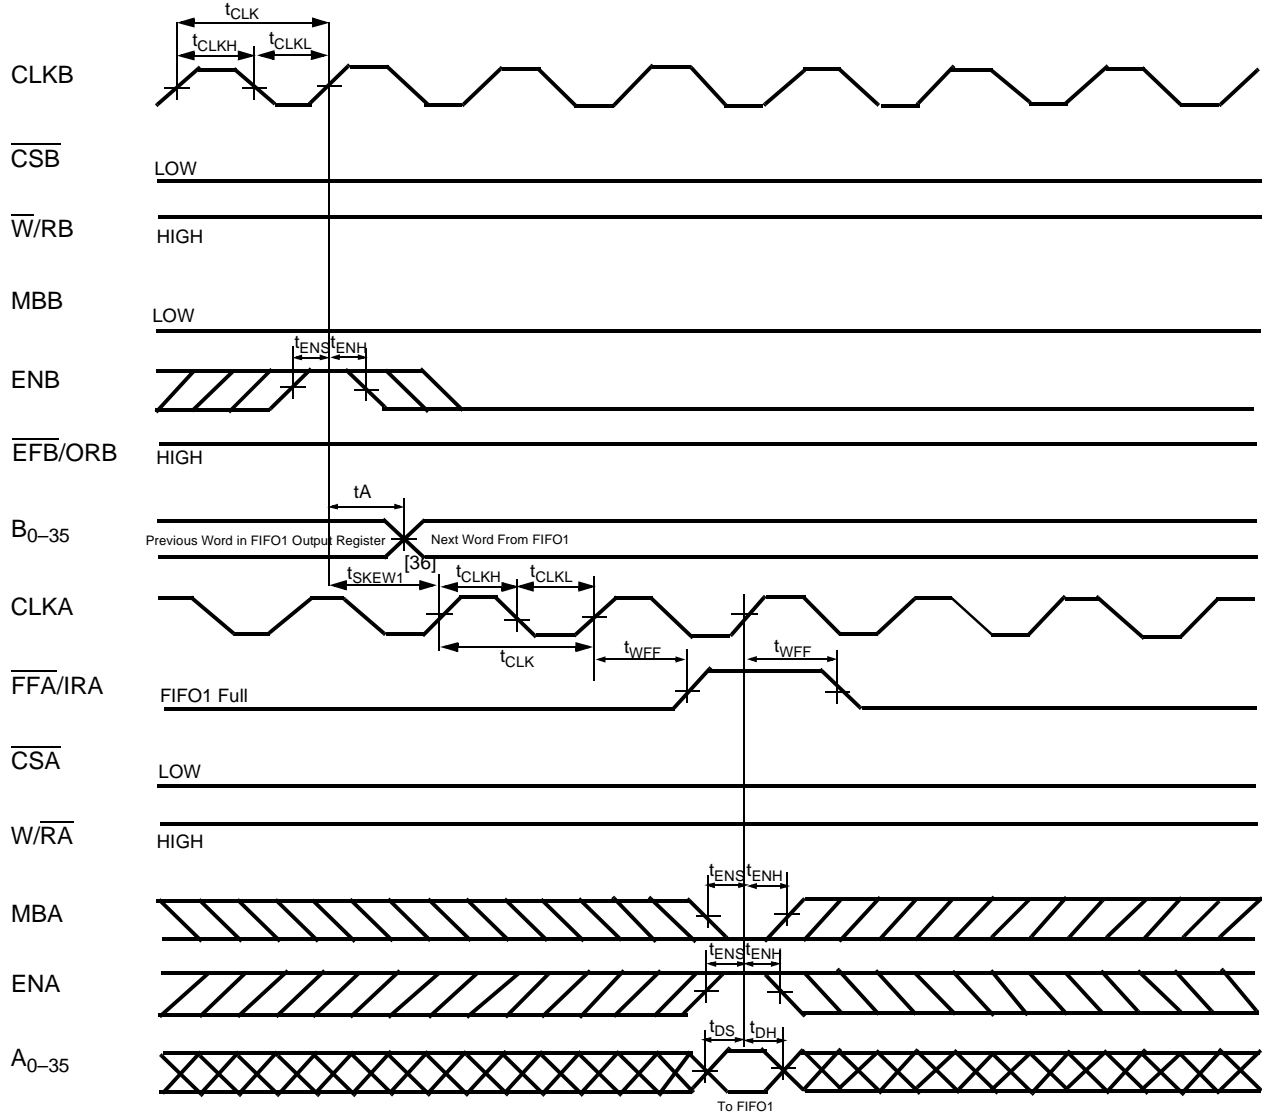 tCLK
tCLKH tCLKL
CLKB
CSB
LOW
W/RB
HIGH
MBB
LOW
tENS tENH
ENB
EFB/ORB
HIGH
tA
B0–35
Previous Word in FIFO1 Output Register Next Word From FIFO1
[36]
tSKEW1 tCLKH tCLKL
CLKA
tCLK tWFF tWFF
FFA/IRA
FIFO1 Full
CSA
LOW
W/RA
HIGH
tENS tENH
MBA
tENS tENH
ENA
tDS tDH
A0–35
To FIFO1